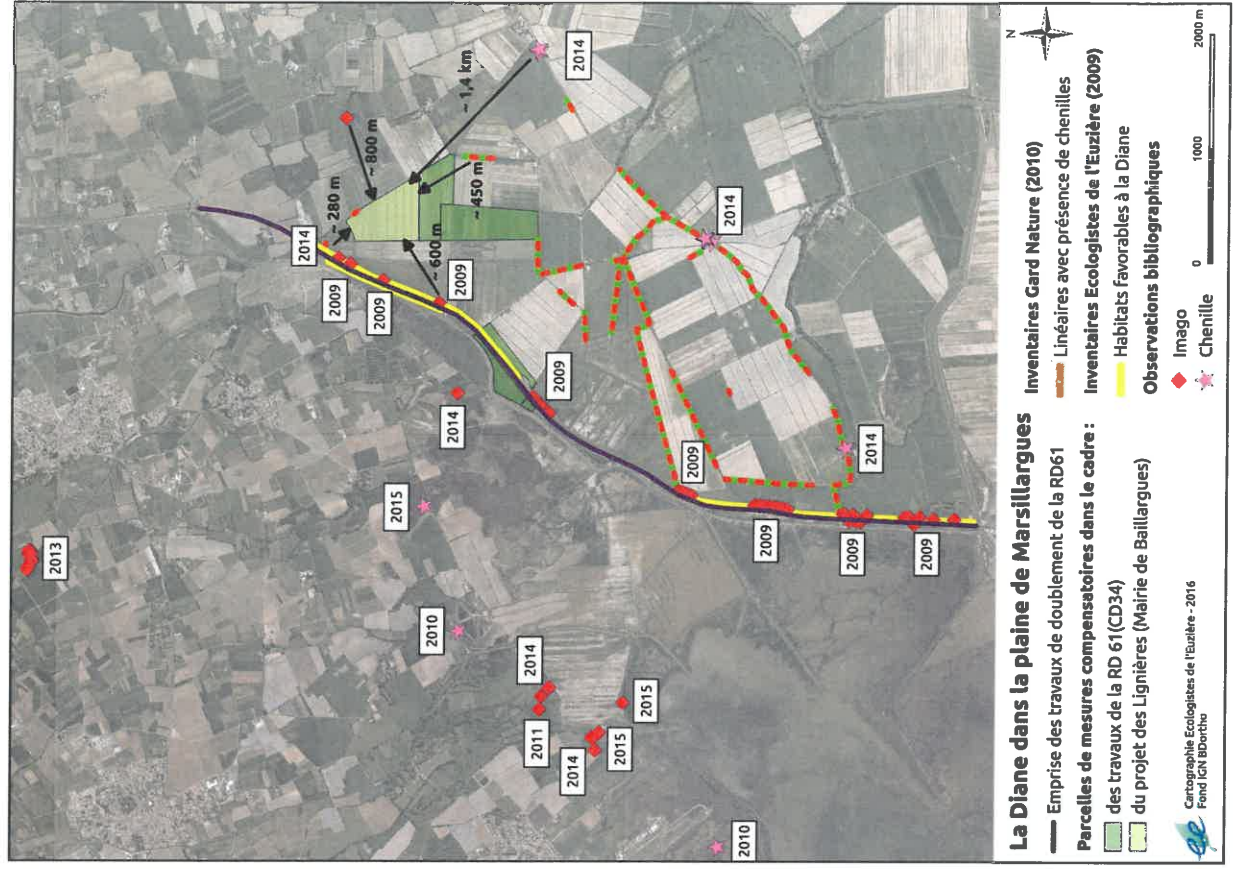 2013
2015
2010
2014
2011
2014
2015
2014
2010
2014
~ 280 m
~ 800 m
~ 1,4 km
2014
2009
2009
2009
~ 600 m
~ 450 m
2009
2014
2009
2014
2009
2009
2009
La Diane dans la plaine de Marsillargues
Emprise des travaux de doublement de la RD61
Parcelles de mesures compensatoires dans le cadre :
des travaux de la RD 61(CD34)
du projet des Lignières (Mairie de Baillargues)
Cartographie Ecologistes de l'Euzière - 2016
Fond IGN BDortho
Inventaires Gard Nature (2010)
Linéaires avec présence de chenilles
Inventaires Ecologistes de l'Euzière (2009)
Habitats favorables à la Diane
Observations bibliographiques
Imago
Chenille
N
0
1000
2000 m
ee